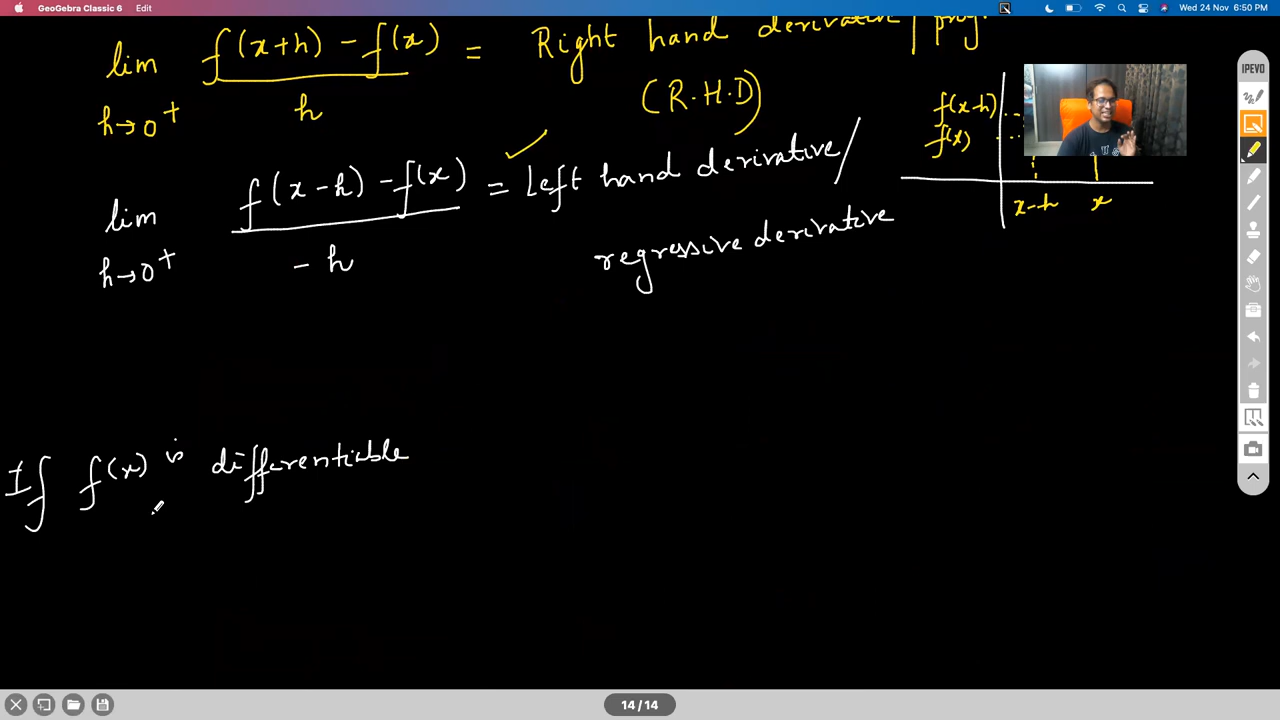 GeoGebra Classic 6 Edit Wed 24 Nov 6:50 PM
lim f(x+h) - f(x) = Right hand derivative /
h→0⁺ h (R.H.D)
lim f(x-h) - f(x) = Left hand derivative /
h→0⁺ - h regressive derivative
f(x-h)
f(x)
x-h x
If f(x) is differentiable
IPEVO
14 / 14